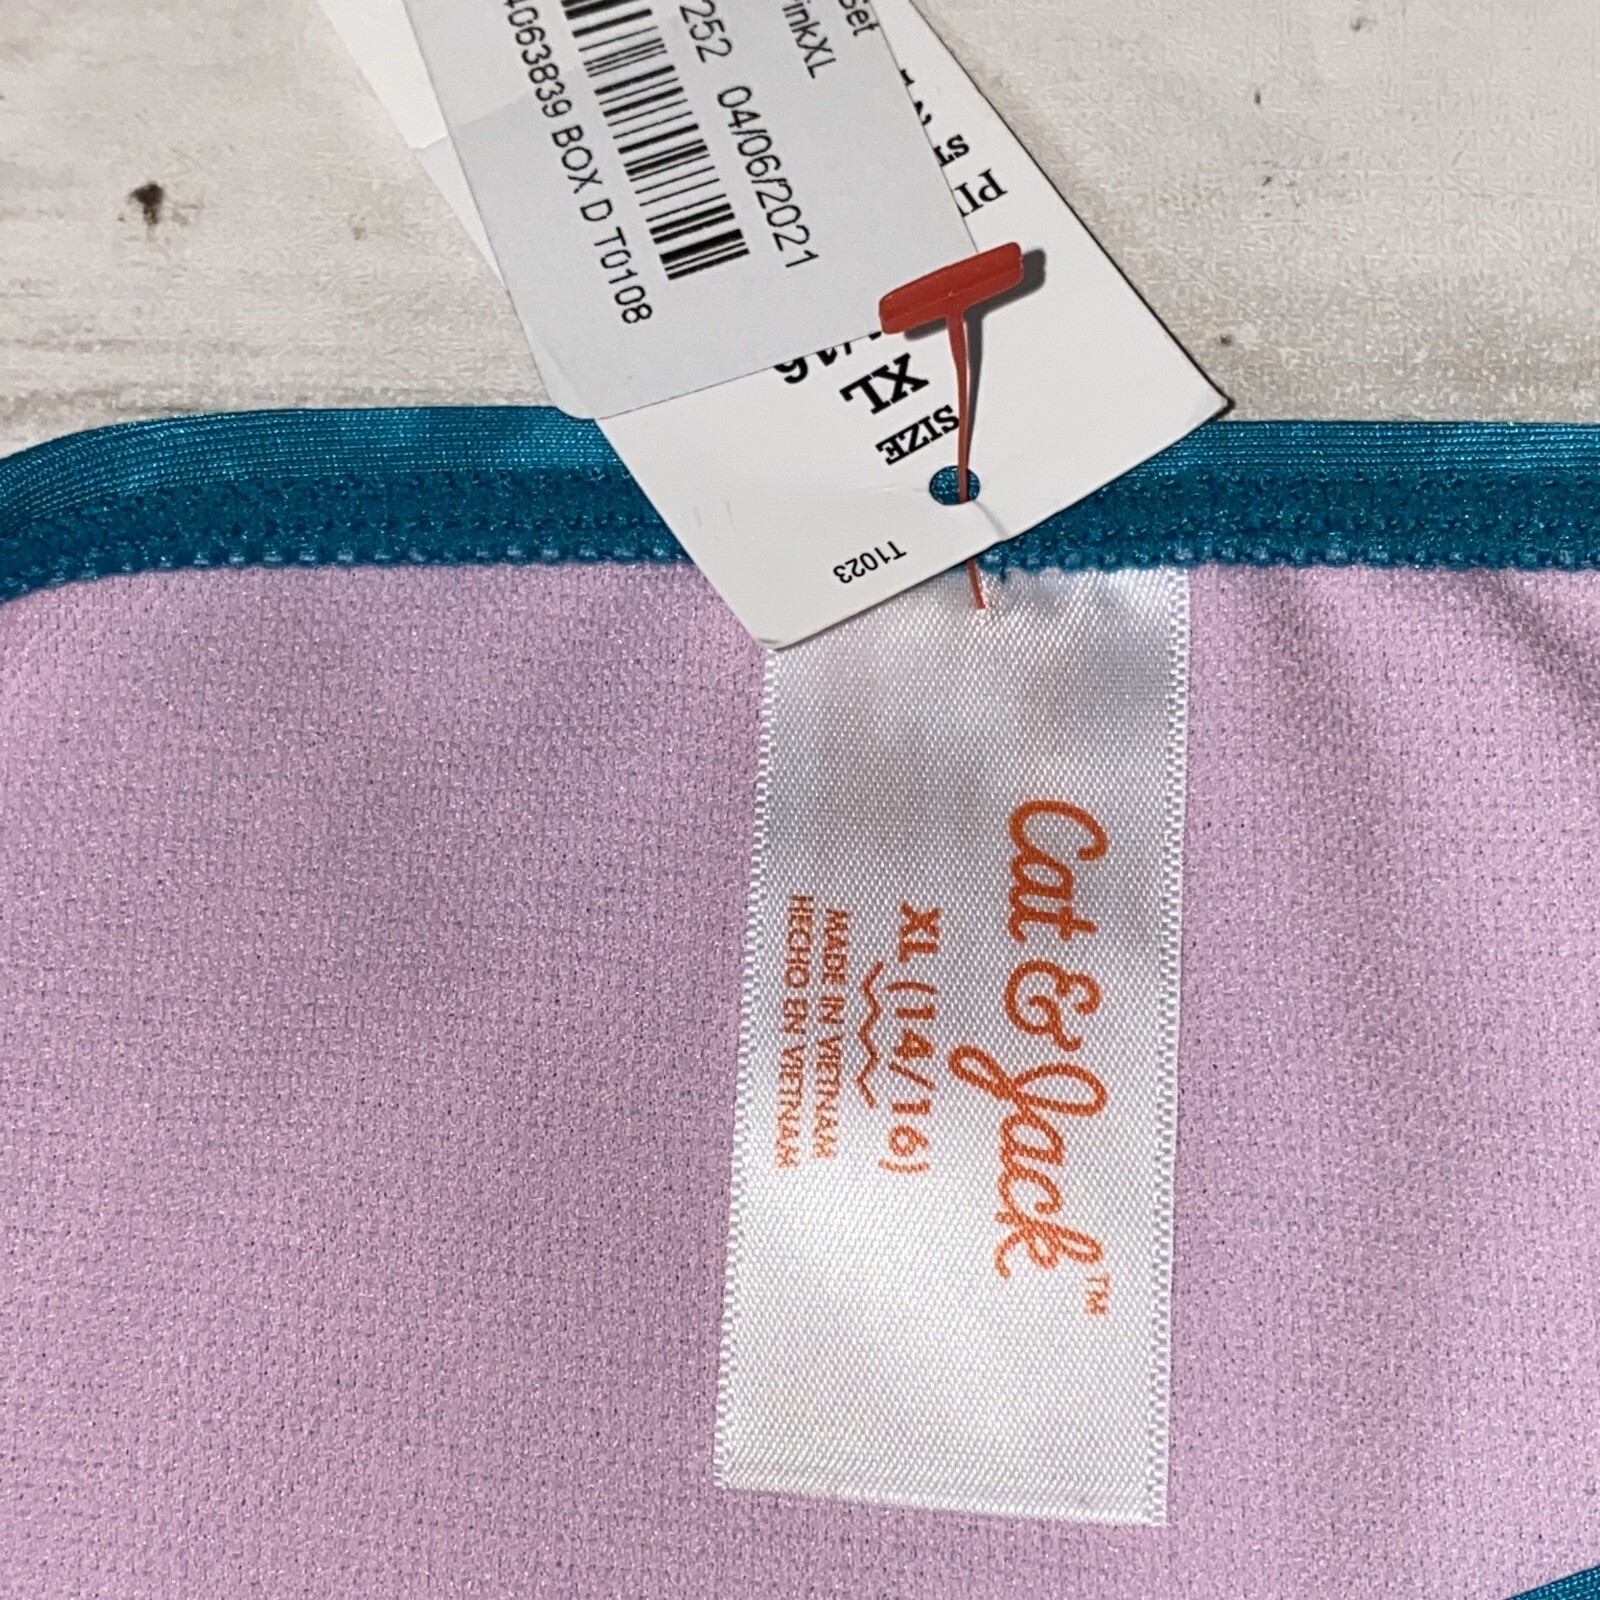 Set
PinkXL
252 04/06/2021
4063839 BOX D T0108
SIZE
XL
T1023
Cat & Jack™
XL (14/16)
MADE IN VIETNAM
HECHO EN VIETNAM